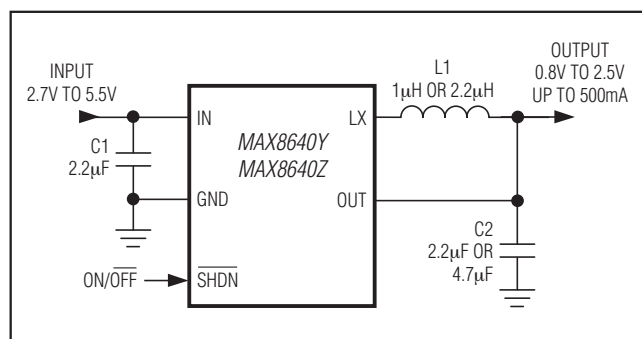 INPUT
2.7V TO 5.5V
C1
2.2μF
IN
GND
SHDN
ON/OFF
MAX8640Y
MAX8640Z
LX
OUT
L1
1μH OR 2.2μH
OUTPUT
0.8V TO 2.5V
UP TO 500mA
C2
2.2μF OR
4.7μF